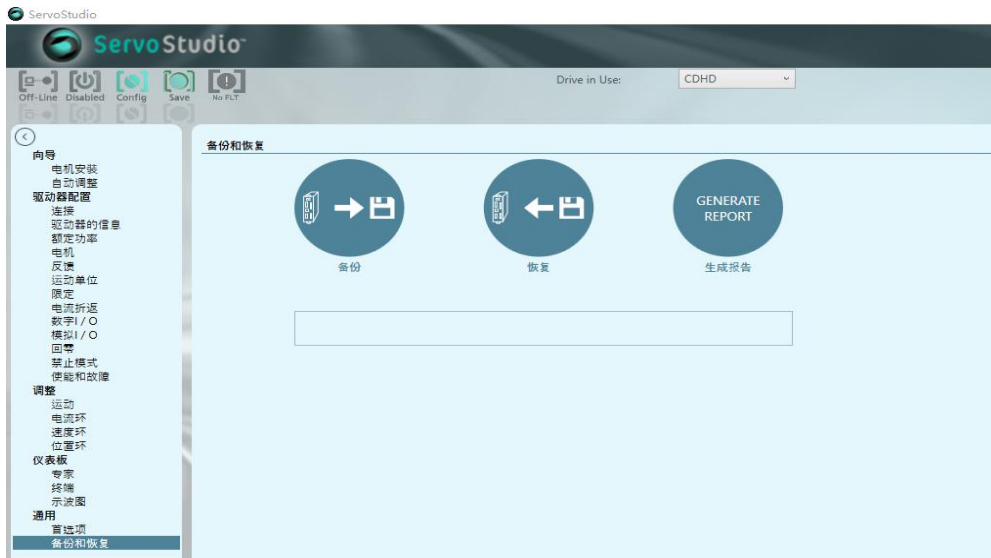 ServoStudio
ServoStudio™
Off-Line Disabled Config Save No FLT
Drive in Use: CDHD
向导
电机安装
自动调整
驱动器配置
连接
驱动器的信息
额定功率
电机
反馈
运动单位
限定
电流折返
数字I/O
模拟I/O
回零
禁止模式
使能和故障
调整
运动
电流环
速度环
位置环
仪表板
专家
终端
示波图
通用
首选项
备份和恢复
备份和恢复
备份
恢复
GENERATE
REPORT
生成报告